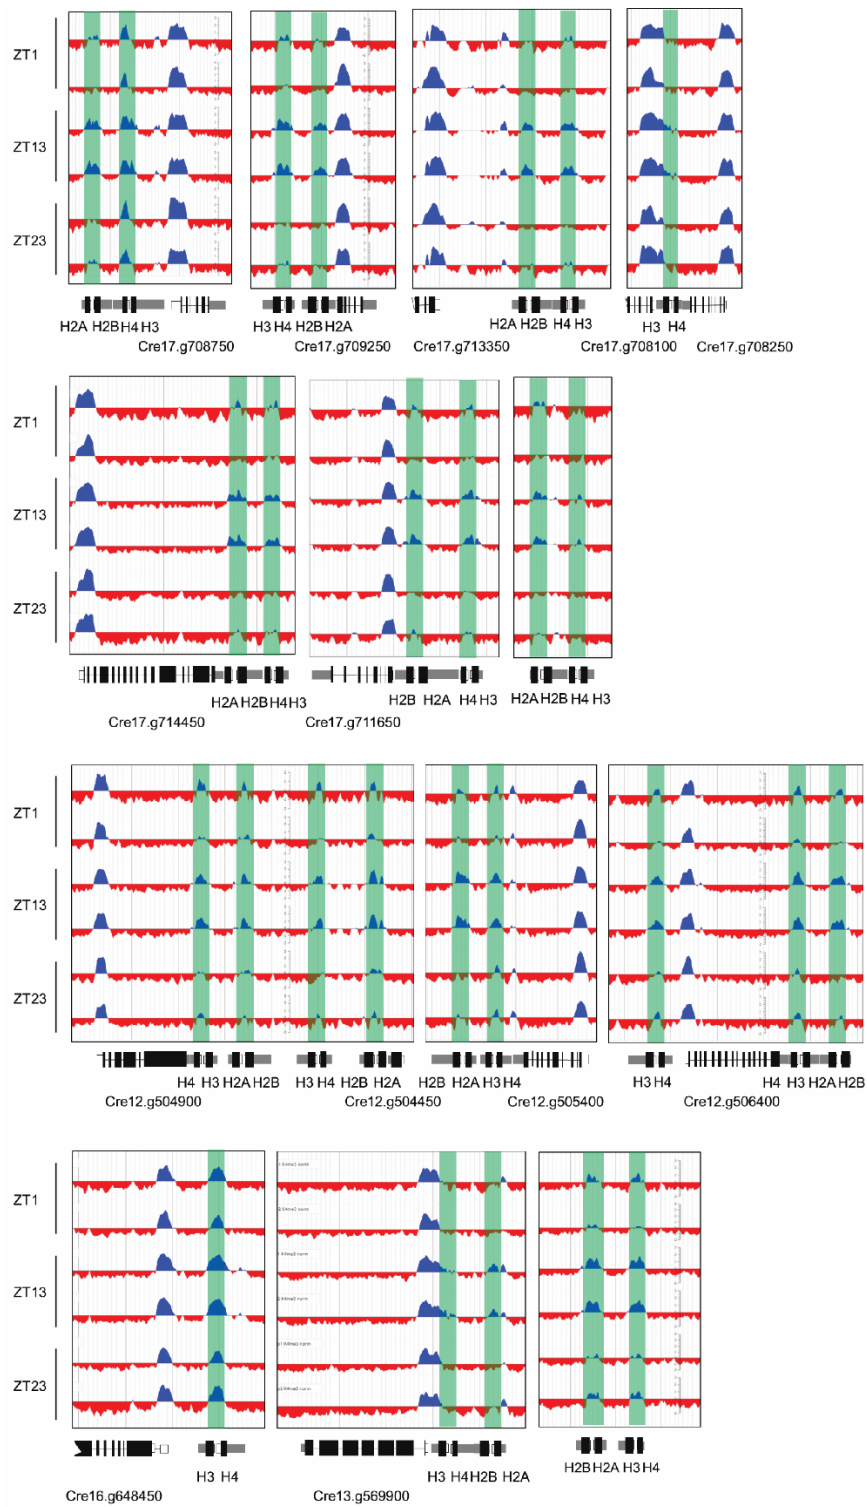 ZT1
ZT13
ZT23
H2A H2B H4 H3
H3 H4 H2B H2A
H2A H2B H4 H3
H3 H4
Cre17.g708750
Cre17.g709250
Cre17.g713350
Cre17.g708100
Cre17.g708250
ZT1
ZT13
ZT23
H2A H2B H4 H3
H2B H2A H4 H3
H2A H2B H4 H3
Cre17.g714450
Cre17.g711650
ZT1
ZT13
ZT23
H4 H3 H2A H2B
H3 H4 H2B H2A
H2B H2A H3 H4
H3 H4
H4 H3 H2A H2B
Cre12.g504900
Cre12.g504450
Cre12.g505400
Cre12.g506400
ZT1
ZT13
ZT23
H3 H4
H3 H4 H2B H2A
H2B H2A H3 H4
Cre16.g648450
Cre13.g569900